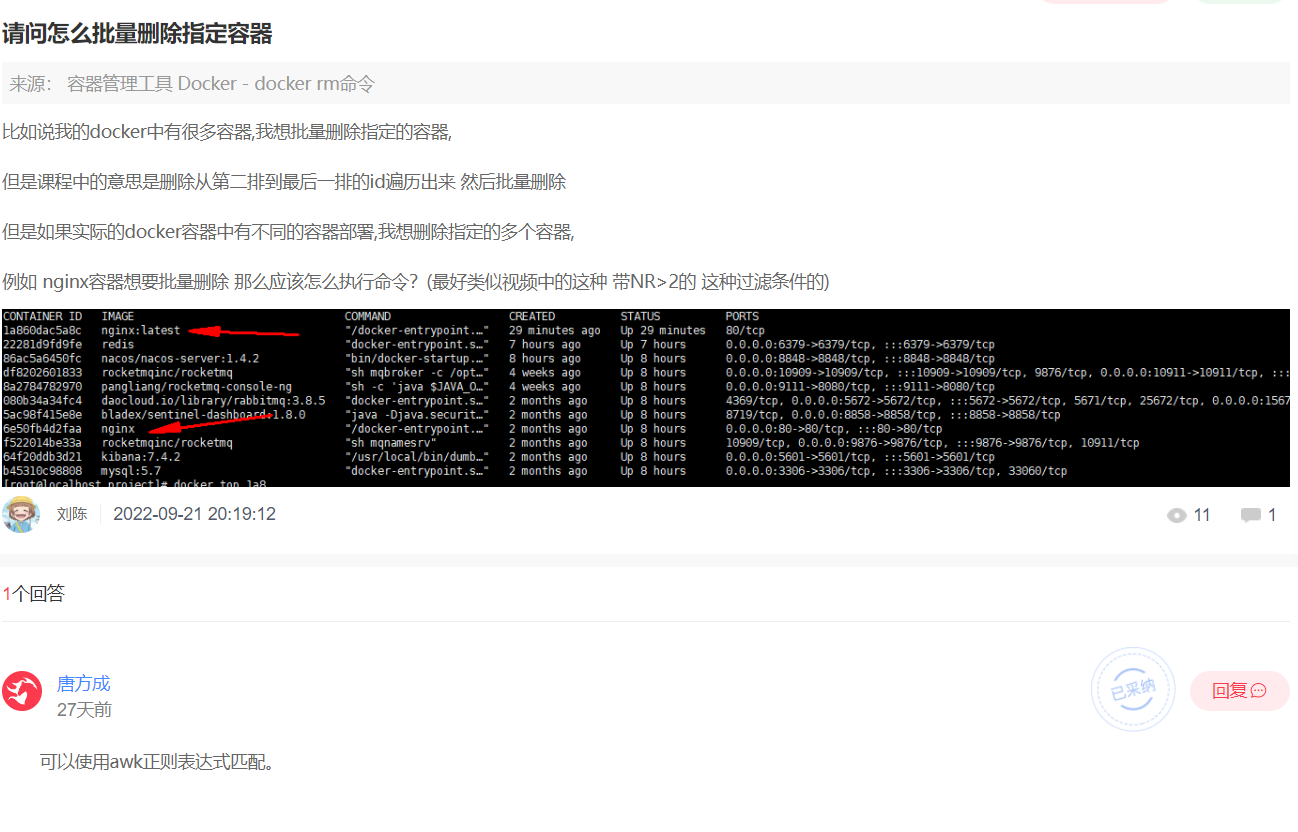 请问怎么批量删除指定容器
来源： 容器管理工具 Docker - docker rm命令
比如说我的docker中有很多容器,我想批量删除指定的容器,
但是课程中的意思是删除从第二排到最后一排的id遍历出来 然后批量删除
但是如果实际的docker容器中有不同的容器部署,我想删除指定的多个容器,
例如 nginx容器想要批量删除 那么应该怎么执行命令？(最好类似视频中的这种 带NR>2的 这种过滤条件的)
CONTAINER ID IMAGE COMMAND CREATED STATUS PORTS
1a860dac5a8c nginx:latest "/docker-entrypoint.…" 29 minutes ago Up 29 minutes 80/tcp
22281d9fd9fe redis "docker-entrypoint.s…" 7 hours ago Up 7 hours 0.0.0.0:6379->6379/tcp, :::6379->6379/tcp
86ac5a6450fc nacos/nacos-server:1.4.2 "bin/docker-startup.…" 8 hours ago Up 8 hours 0.0.0.0:8848->8848/tcp, :::8848->8848/tcp
df8202601833 rocketmqinc/rocketmq "sh mqbroker -c /opt…" 4 weeks ago Up 8 hours 0.0.0.0:10909->10909/tcp, :::10909->10909/tcp, 9876/tcp, 0.0.0.0:10911->10911/tcp, :::
8a2784782970 pangliang/rocketmq-console-ng "sh -c 'java $JAVA_O…" 4 weeks ago Up 8 hours 0.0.0.0:9111->8080/tcp, :::9111->8080/tcp
080b34a34fc4 daocloud.io/library/rabbitmq:3.8.5 "docker-entrypoint.s…" 2 months ago Up 8 hours 4369/tcp, 0.0.0.0:5672->5672/tcp, :::5672->5672/tcp, 5671/tcp, 25672/tcp, 0.0.0.0:1567
5ac98f415e8e bladex/sentinel-dashboard:1.8.0 "java -Djava.securit…" 2 months ago Up 8 hours 8719/tcp, 0.0.0.0:8858->8858/tcp, :::8858->8858/tcp
6e50fb4d2faa nginx "/docker-entrypoint.…" 2 months ago Up 8 hours 0.0.0.0:80->80/tcp, :::80->80/tcp
f522014be33a rocketmqinc/rocketmq "sh mqnamesrv" 2 months ago Up 8 hours 10909/tcp, 0.0.0.0:9876->9876/tcp, :::9876->9876/tcp, 10911/tcp
64f20ddb3d21 kibana:7.4.2 "/usr/local/bin/dumb…" 2 months ago Up 8 hours 0.0.0.0:5601->5601/tcp, :::5601->5601/tcp
b45310c98808 mysql:5.7 "docker-entrypoint.s…" 2 months ago Up 8 hours 0.0.0.0:3306->3306/tcp, :::3306->3306/tcp, 33060/tcp
[root@localhost project]# docker top 1a8
刘陈 2022-09-21 20:19:12 11 1
1个回答
唐方成
27天前
已采纳
回复
可以使用awk正则表达式匹配。